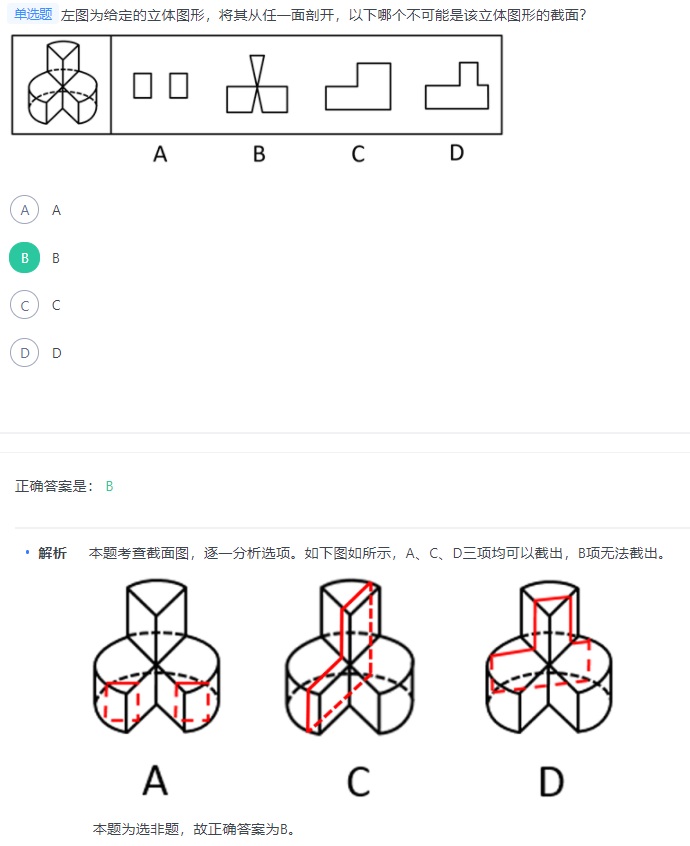 单选题 左图为给定的立体图形，将其从任一面剖开，以下哪个不可能是该立体图形的截面？
A B C D
A A
B B
C C
D D
正确答案是： B
解析 本题考查截面图，逐一分析选项。如下图如所示，A、C、D三项均可以截出，B项无法截出。
A C D
本题为选非题，故正确答案为B。